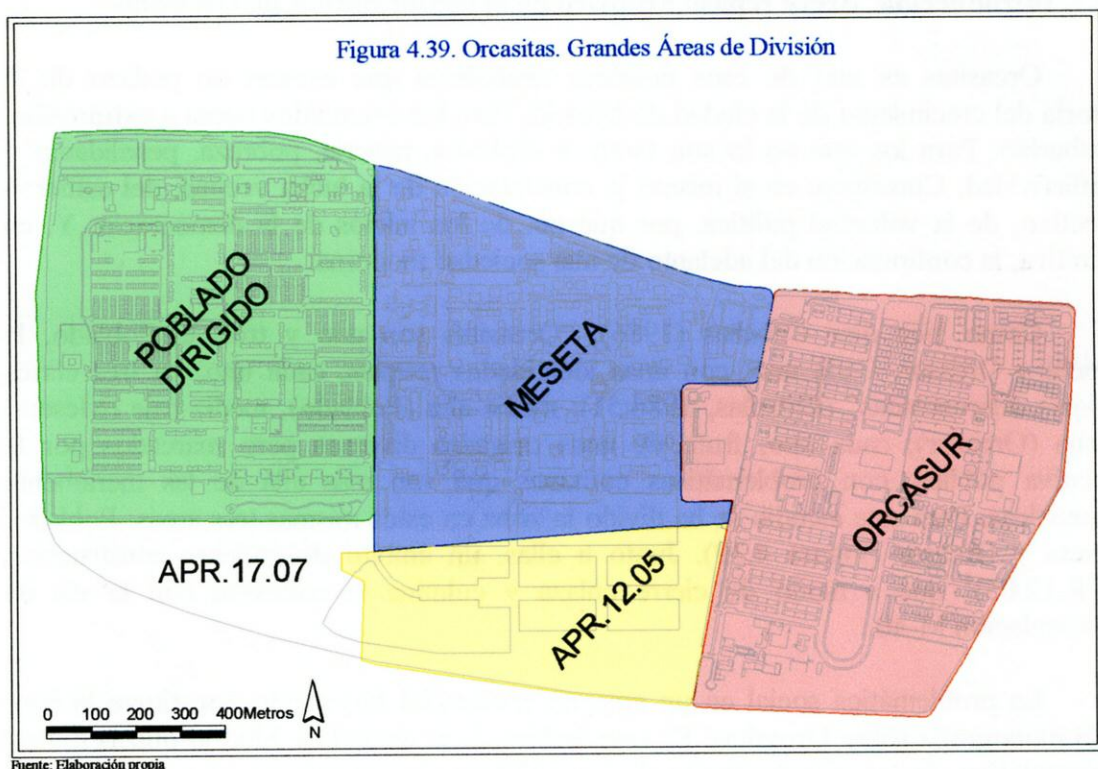 Figura 4.39. Orcasitas. Grandes Áreas de División
POBLADO
DIRIGIDO
MESETA
ORCASUR
APR.17.07
APR.12.05
0 100 200 300 400Metros
N
Fuente: Elaboración propia